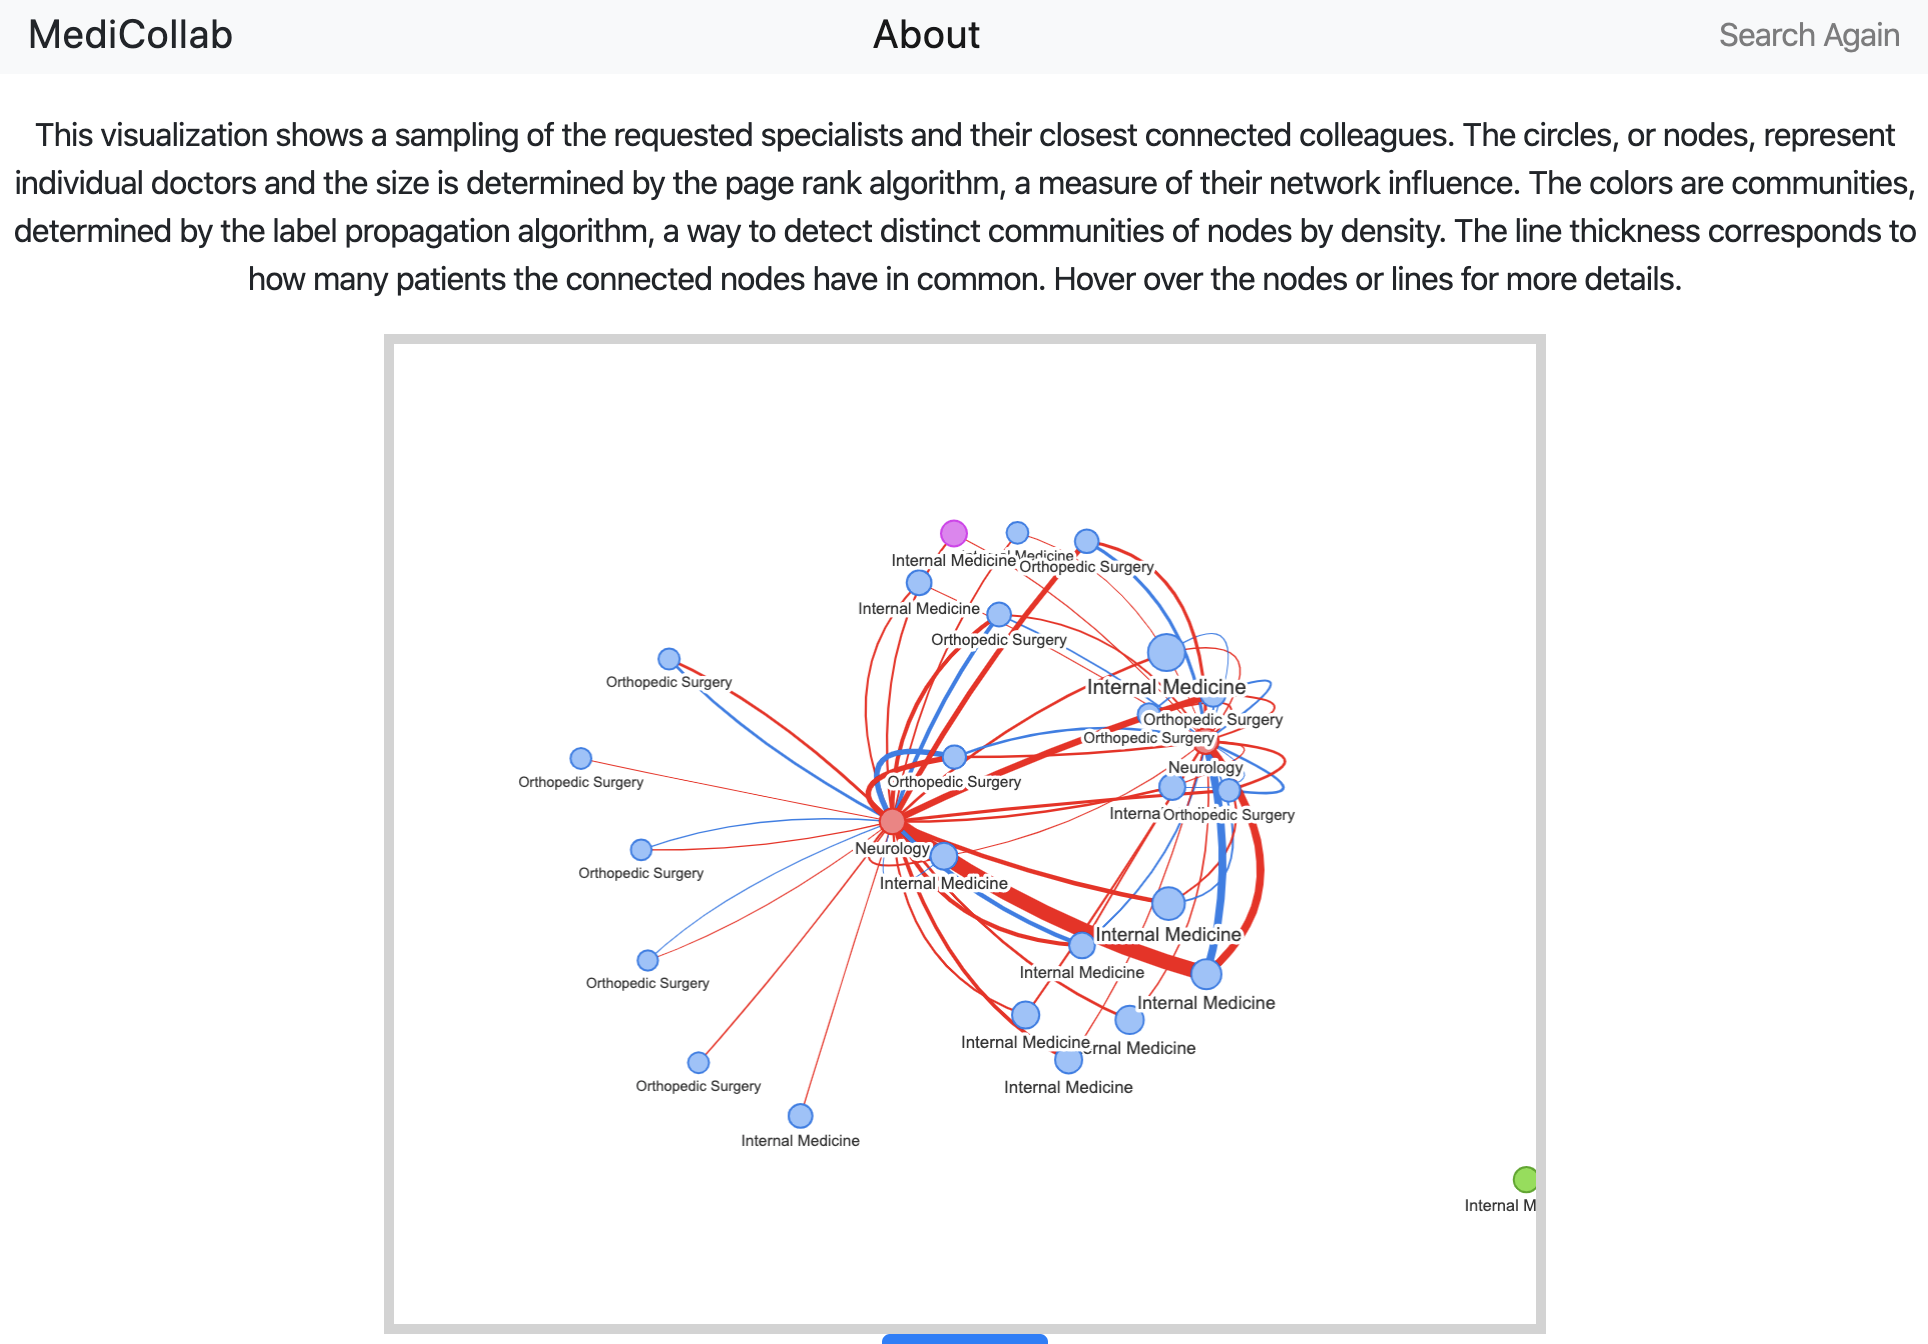 MediCollab
About
Search Again
This visualization shows a sampling of the requested specialists and their closest connected colleagues. The circles, or nodes, represent
individual doctors and the size is determined by the page rank algorithm, a measure of their network influence. The colors are communities,
determined by the label propagation algorithm, a way to detect distinct communities of nodes by density. The line thickness corresponds to
how many patients the connected nodes have in common. Hover over the nodes or lines for more details.
Internal Medicine
Medicine
Orthopedic Surgery
Internal Medicine
Orthopedic Surgery
Orthopedic Surgery
Internal Medicine
Orthopedic Surgery
Orthopedic Surgery
Neurology
Orthopedic Surgery
Orthopedic Surgery
Interna
Orthopedic Surgery
Neurology
Orthopedic Surgery
Internal Medicine
Internal Medicine
Internal Medicine
Orthopedic Surgery
Internal Medicine
Internal Medicine
rnal Medicine
Orthopedic Surgery
Internal Medicine
Internal Medicine
Internal M